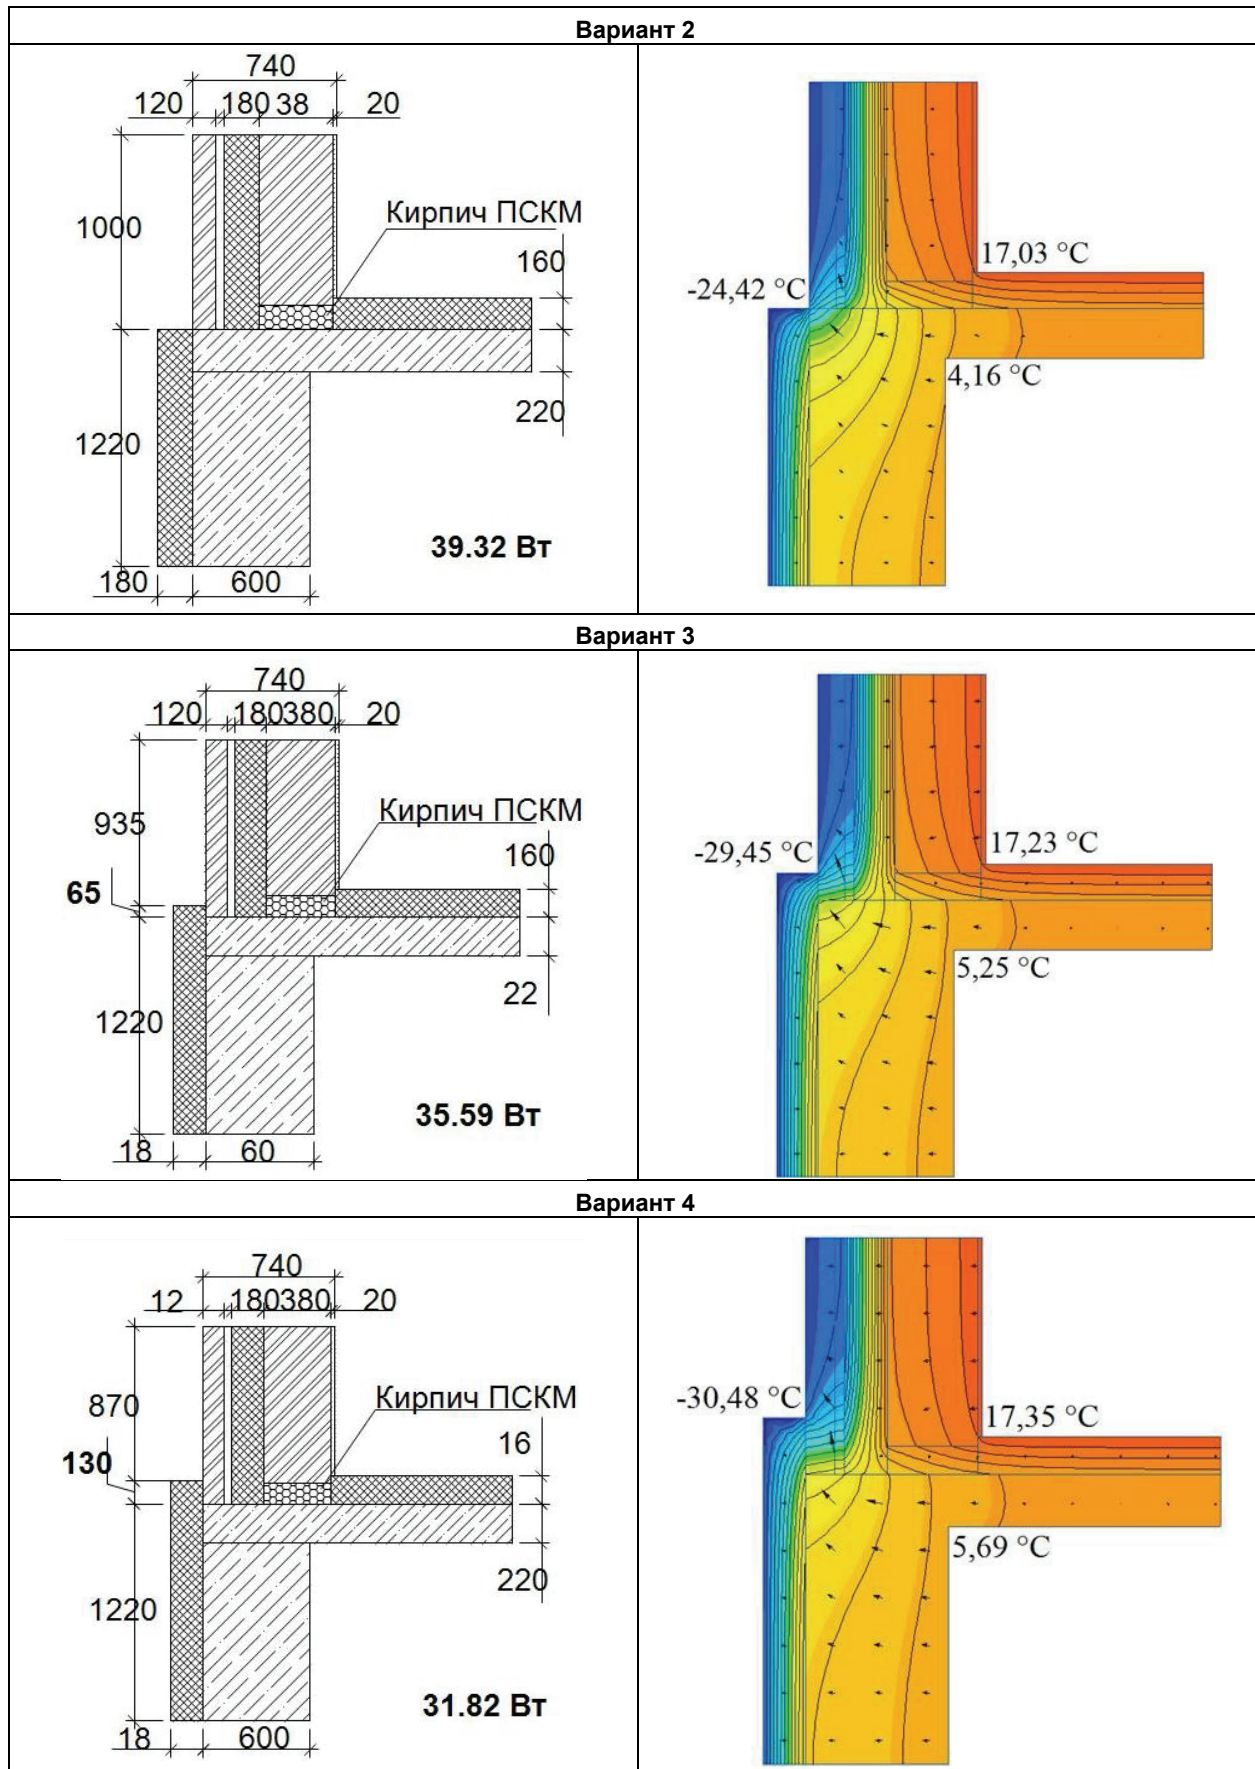 Вариант 2
740
120 180 38 20
1000
Кирпич ПСКМ
160
1220
220
39.32 Вт
180 600
-24,42 °C
17,03 °C
4,16 °C
Вариант 3
740
120 180 380 20
935
Кирпич ПСКМ
160
65
1220
22
35.59 Вт
18 60
-29,45 °C
17,23 °C
5,25 °C
Вариант 4
740
12 180 380 20
870
Кирпич ПСКМ
16
130
1220
220
31.82 Вт
18 600
-30,48 °C
17,35 °C
5,69 °C